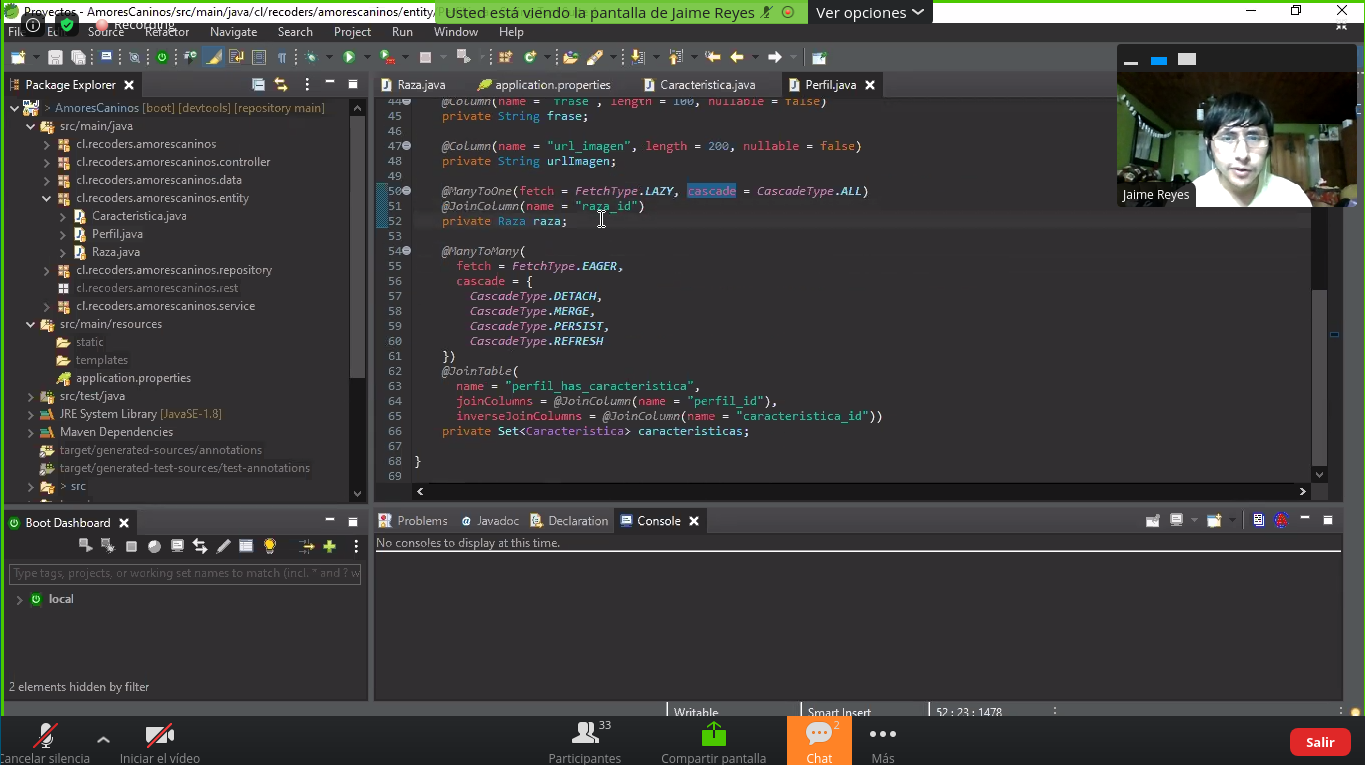 Proyectos - AmoresCaninos/src/main/java/cl/recoders/amorescaninos/entity/
Usted está viendo la pantalla de Jaime Reyes
Ver opciones
Recording
Source Refactor Navigate Search Project Run Window Help
Package Explorer
> AmoresCaninos [boot] [devtools] [repository main]
src/main/java
cl.recoders.amorescaninos
cl.recoders.amorescaninos.controller
cl.recoders.amorescaninos.data
cl.recoders.amorescaninos.entity
Caracteristica.java
Perfil.java
Raza.java
cl.recoders.amorescaninos.repository
cl.recoders.amorescaninos.rest
cl.recoders.amorescaninos.service
src/main/resources
static
templates
application.properties
src/test/java
JRE System Library [JavaSE-1.8]
Maven Dependencies
target/generated-sources/annotations
target/generated-test-sources/test-annotations
> src
Raza.java application.properties Caracteristica.java Perfil.java
44 @Column(name = "frase", length = 100, nullable = false)
45 private String frase;
46
47 @Column(name = "url_imagen", length = 200, nullable = false)
48 private String urlImagen;
49
50 @ManyToOne(fetch = FetchType.LAZY, cascade = CascadeType.ALL)
51 @JoinColumn(name = "raza_id")
52 private Raza raza;
53
54 @ManyToMany(
55 fetch = FetchType.EAGER,
56 cascade = {
57 CascadeType.DETACH,
58 CascadeType.MERGE,
59 CascadeType.PERSIST,
60 CascadeType.REFRESH
61 })
62 @JoinTable(
63 name = "perfil_has_caracteristica",
64 joinColumns = @JoinColumn(name = "perfil_id"),
65 inverseJoinColumns = @JoinColumn(name = "caracteristica_id"))
66 private Set<Caracteristica> caracteristicas;
67
68 }
69
Jaime Reyes
Boot Dashboard
Type tags, projects, or working set names to match (incl. * and ? w
local
2 elements hidden by filter
Problems Javadoc Declaration Console
No consoles to display at this time.
Writable Smart Insert 52 : 23 : 1478
Cancelar silencia
Iniciar el vídeo
33
Participantes
Compartir pantalla
2
Chat
Más
Salir